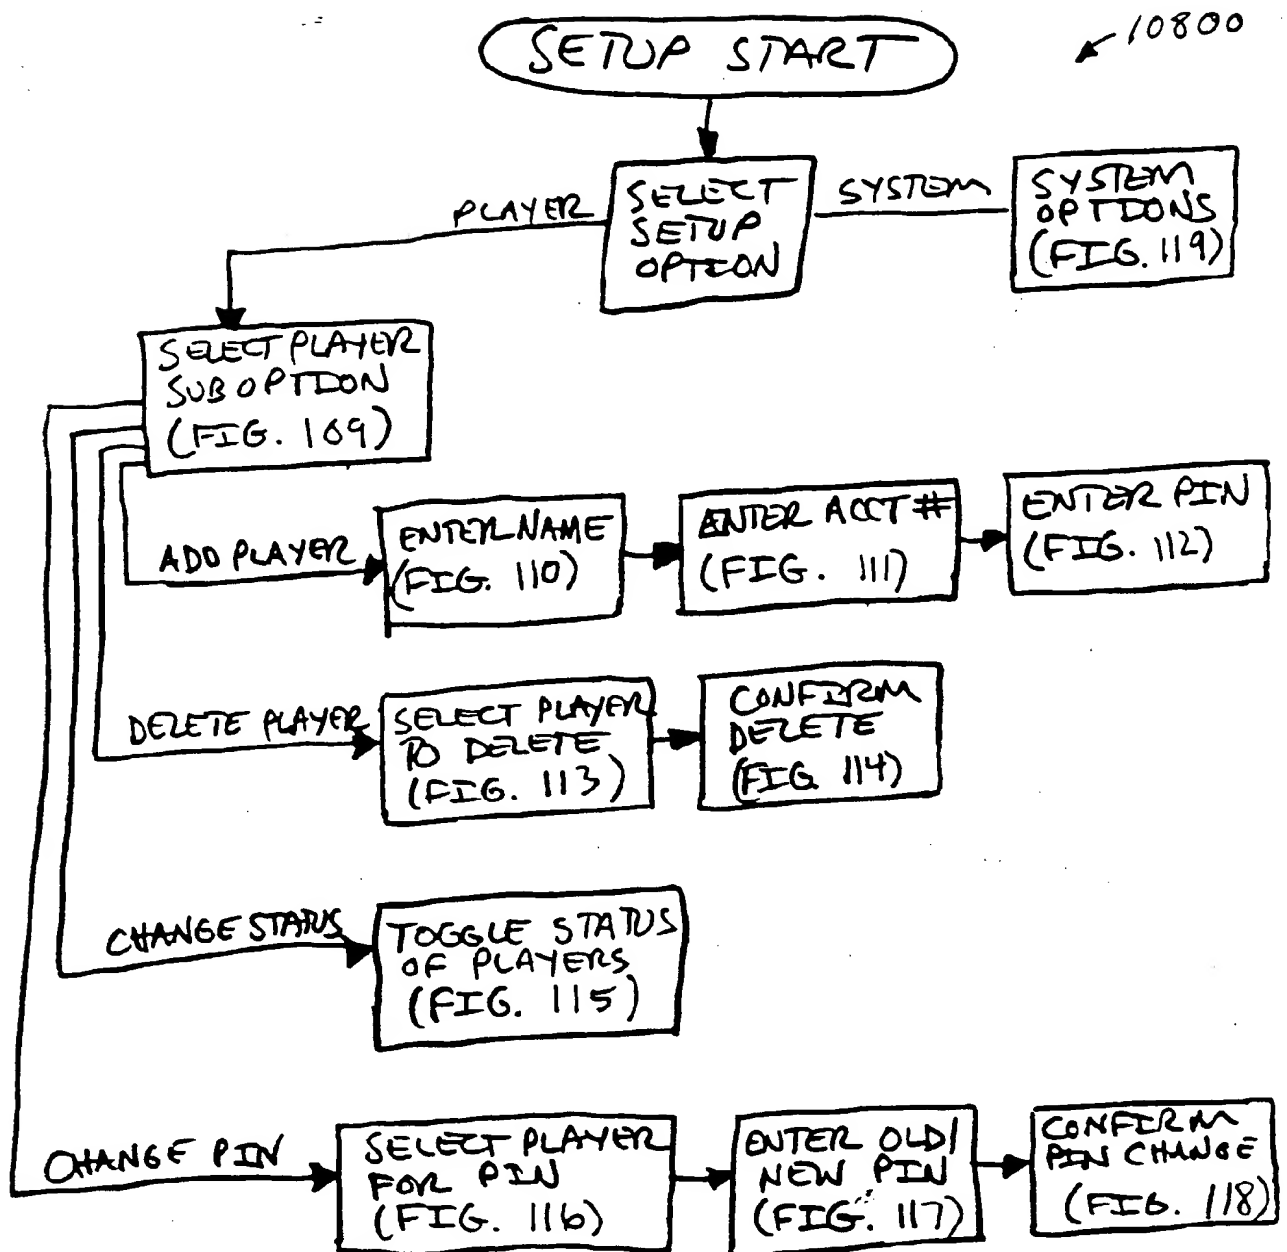 SETUP START
10800
SELECT
SETUP
OPTION
PLAYER
SYSTEM
SYSTEM
OPTIONS
(FIG. 119)
SELECT PLAYER
SUB OPTION
(FIG. 109)
ADD PLAYER
ENTER NAME
(FIG. 110)
ENTER ACCT #
(FIG. 111)
ENTER PIN
(FIG. 112)
DELETE PLAYER
SELECT PLAYER
TO DELETE
(FIG. 113)
CONFIRM
DELETE
(FIG. 114)
CHANGE STATUS
TOGGLE STATUS
OF PLAYERS
(FIG. 115)
CHANGE PIN
SELECT PLAYER
FOR PIN
(FIG. 116)
ENTER OLD/
NEW PIN
(FIG. 117)
CONFIRM
PIN CHANGE
(FIG. 118)